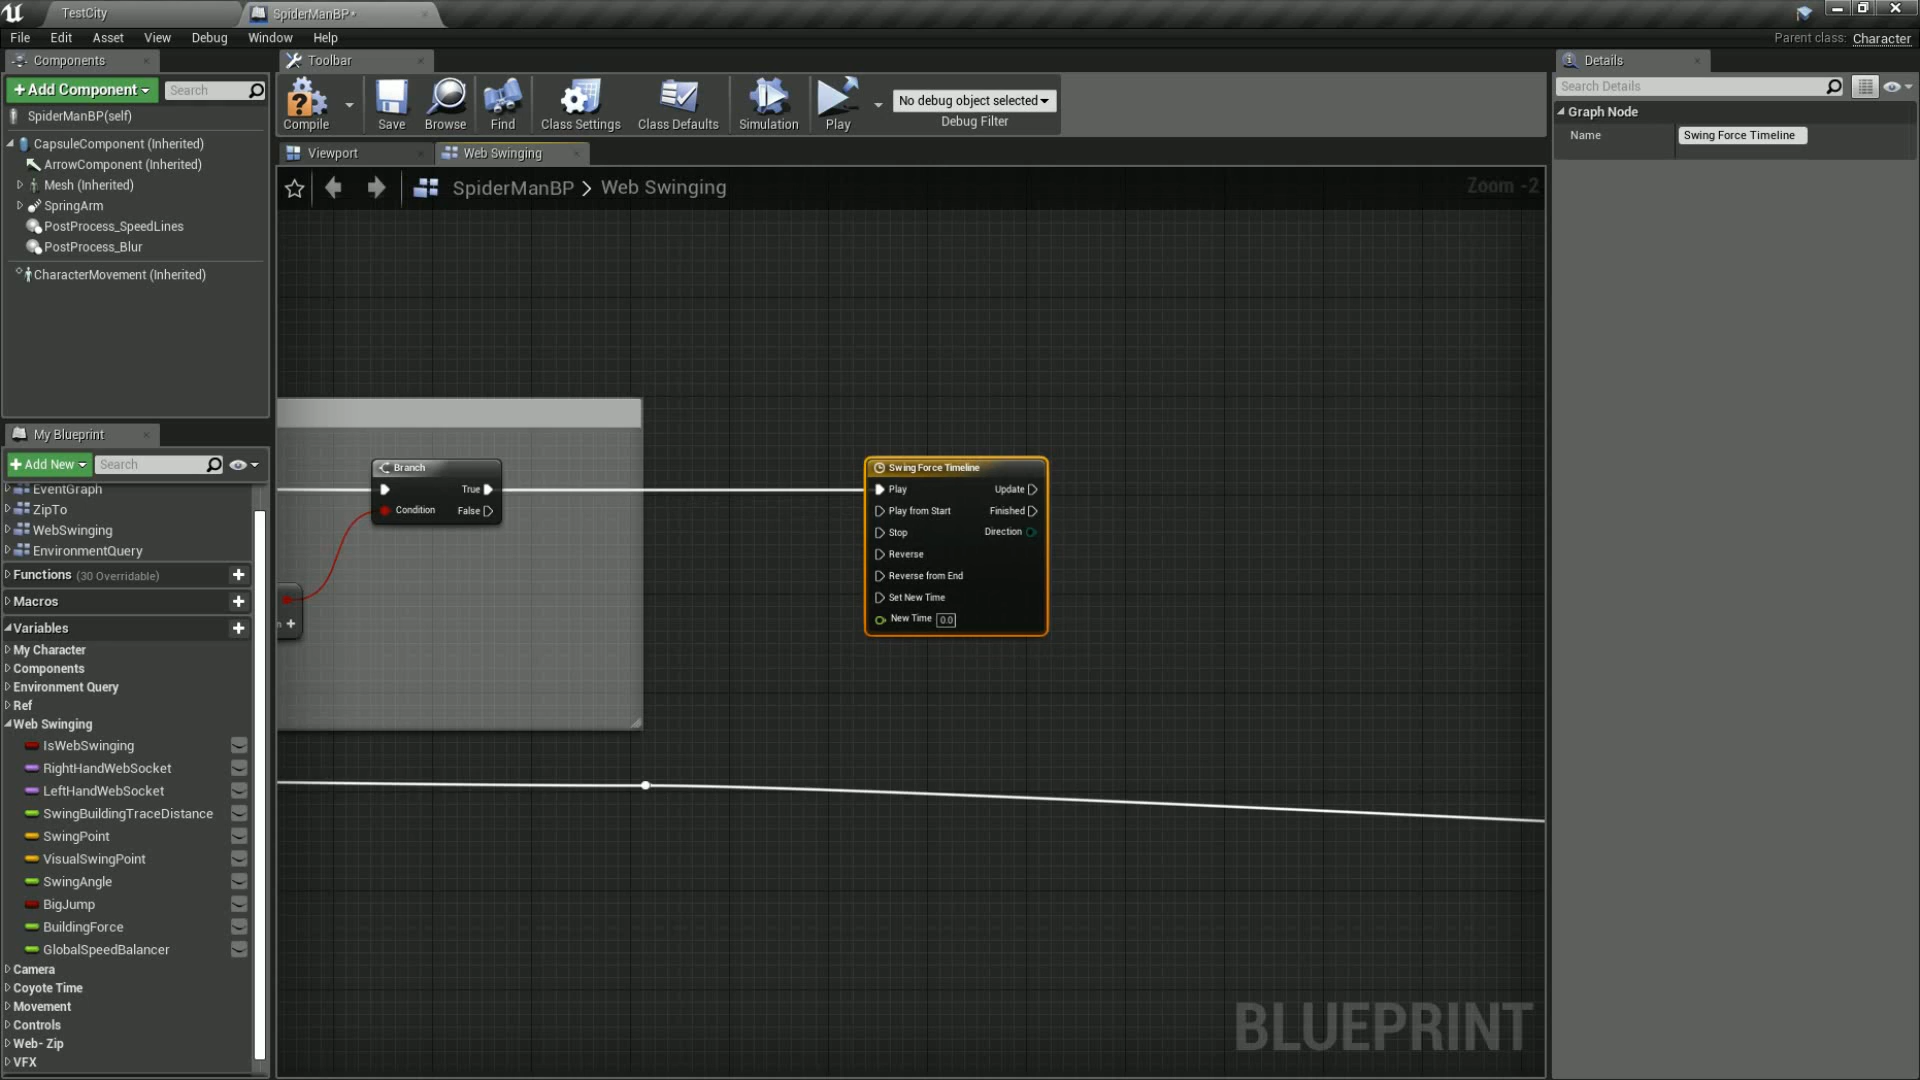 TestCity
SpiderManBP*
File Edit Asset View Debug Window Help
Parent class: Character
Components
+Add Component
Search
SpiderManBP(self)
CapsuleComponent (Inherited)
ArrowComponent (Inherited)
Mesh (Inherited)
SpringArm
PostProcess_SpeedLines
PostProcess_Blur
CharacterMovement (Inherited)
My Blueprint
+Add New
Search
EventGraph
ZipTo
WebSwinging
EnvironmentQuery
Functions (30 Overridable)
Macros
Variables
My Character
Components
Environment Query
Ref
Web Swinging
IsWebSwinging
RightHandWebSocket
LeftHandWebSocket
SwingBuildingTraceDistance
SwingPoint
VisualSwingPoint
SwingAngle
BigJump
BuildingForce
GlobalSpeedBalancer
Camera
Coyote Time
Movement
Controls
Web- Zip
VFX
Toolbar
Compile
Save
Browse
Find
Class Settings
Class Defaults
Simulation
Play
No debug object selected
Debug Filter
Viewport
Web Swinging
SpiderManBP > Web Swinging
Zoom -2
Branch
True
Condition
False
n +
Swing Force Timeline
Play
Update
Play from Start
Finished
Stop
Direction
Reverse
Reverse from End
Set New Time
New Time 0.0
BLUEPRINT
Details
Search Details
Graph Node
Name
Swing Force Timeline